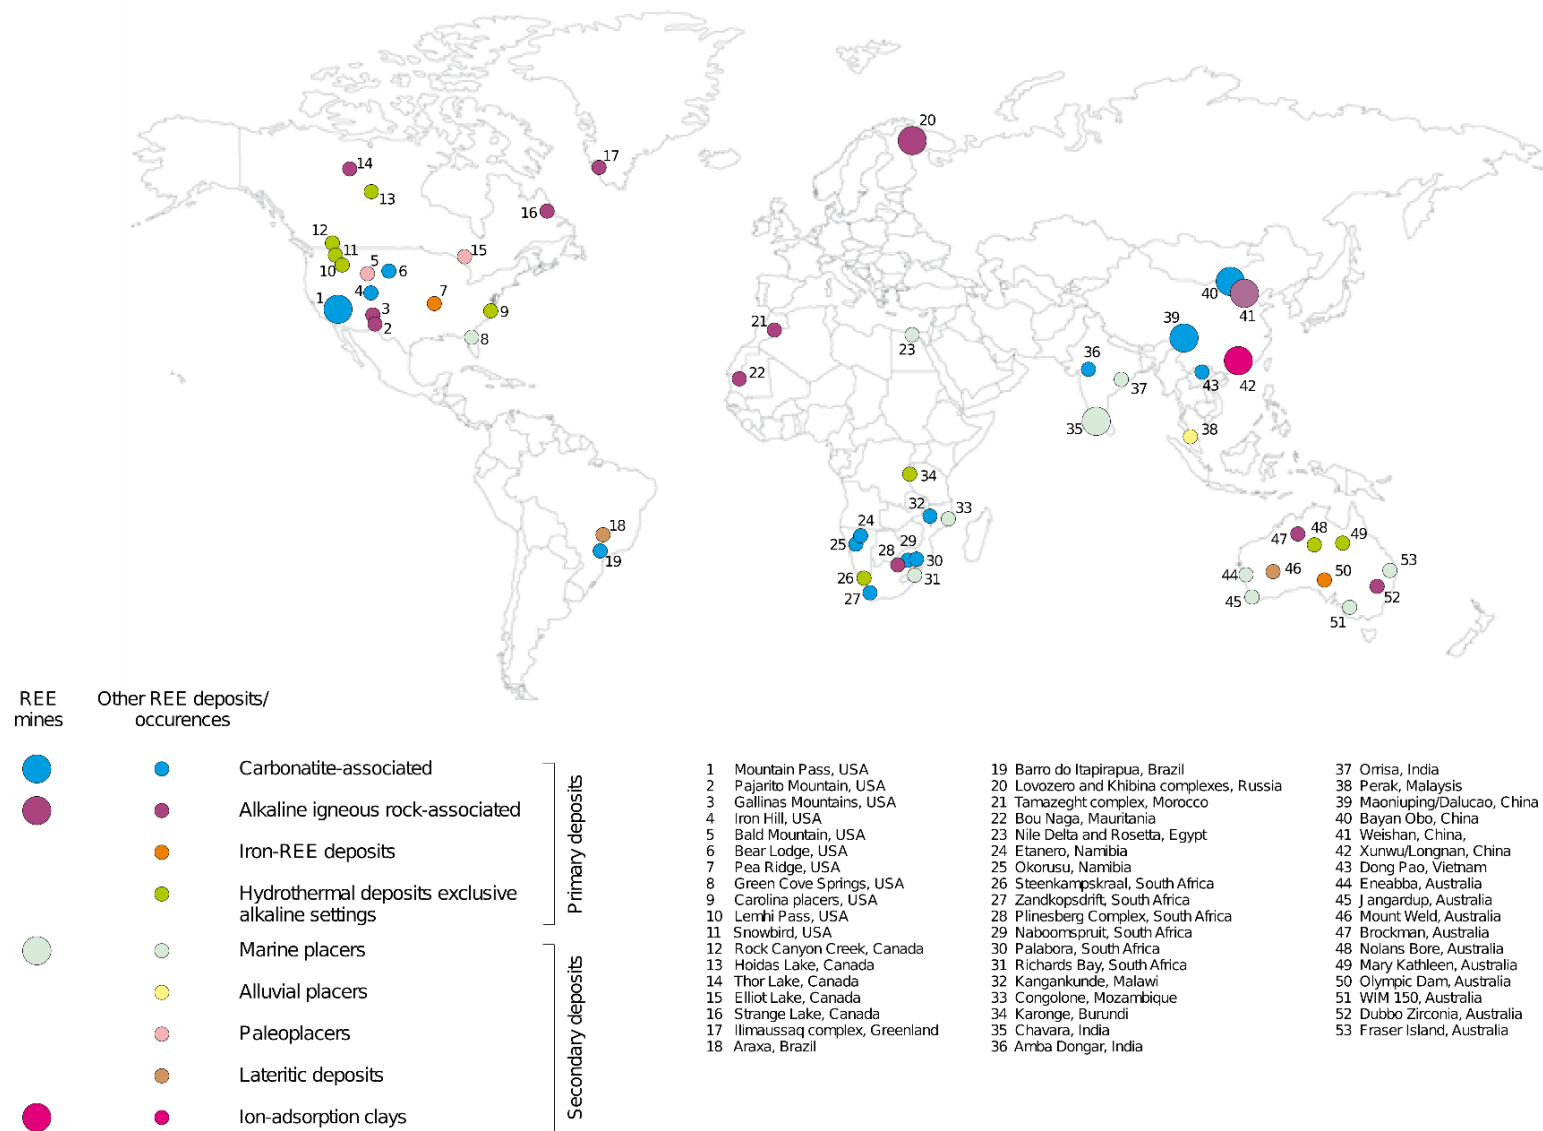 20
17
14
13
16
12
11
15
10
5
6
4
7
1
3
9
2
8
21
23
22
40
41
39
36
42
43
37
35
38
34
32
33
24
25
29
28
30
26
31
27
18
19
48
49
47
53
46
50
44
45
52
51
REE
mines
Other REE deposits/
occurences
Carbonatite-associated
Alkaline igneous rock-associated
Iron-REE deposits
Hydrothermal deposits exclusive
alkaline settings
Primary deposits
Marine placers
Alluvial placers
Paleoplacers
Lateritic deposits
Ion-adsorption clays
Secondary deposits
1 Mountain Pass, USA
2 Pajarito Mountain, USA
3 Gallinas Mountains, USA
4 Iron Hill, USA
5 Bald Mountain, USA
6 Bear Lodge, USA
7 Pea Ridge, USA
8 Green Cove Springs, USA
9 Carolina placers, USA
10 Lemhi Pass, USA
11 Snowbird, USA
12 Rock Canyon Creek, Canada
13 Hoidas Lake, Canada
14 Thor Lake, Canada
15 Elliot Lake, Canada
16 Strange Lake, Canada
17 Ilimaussaq complex, Greenland
18 Araxa, Brazil
19 Barro do Itapirapua, Brazil
20 Lovozero and Khibina complexes, Russia
21 Tamazeght complex, Morocco
22 Bou Naga, Mauritania
23 Nile Delta and Rosetta, Egypt
24 Etanero, Namibia
25 Okorusu, Namibia
26 Steenkampskraal, South Africa
27 Zandkopsdrift, South Africa
28 Plinesberg Complex, South Africa
29 Naboomspruit, South Africa
30 Palabora, South Africa
31 Richards Bay, South Africa
32 Kangankunde, Malawi
33 Congolone, Mozambique
34 Karonge, Burundi
35 Chavara, India
36 Amba Dongar, India
37 Orrisa, India
38 Perak, Malaysis
39 Maoniuping/Dalucao, China
40 Bayan Obo, China
41 Weishan, China,
42 Xunwu/Longnan, China
43 Dong Pao, Vietnam
44 Eneabba, Australia
45 Jangardup, Australia
46 Mount Weld, Australia
47 Brockman, Australia
48 Nolans Bore, Australia
49 Mary Kathleen, Australia
50 Olympic Dam, Australia
51 WIM 150, Australia
52 Dubbo Zirconia, Australia
53 Fraser Island, Australia